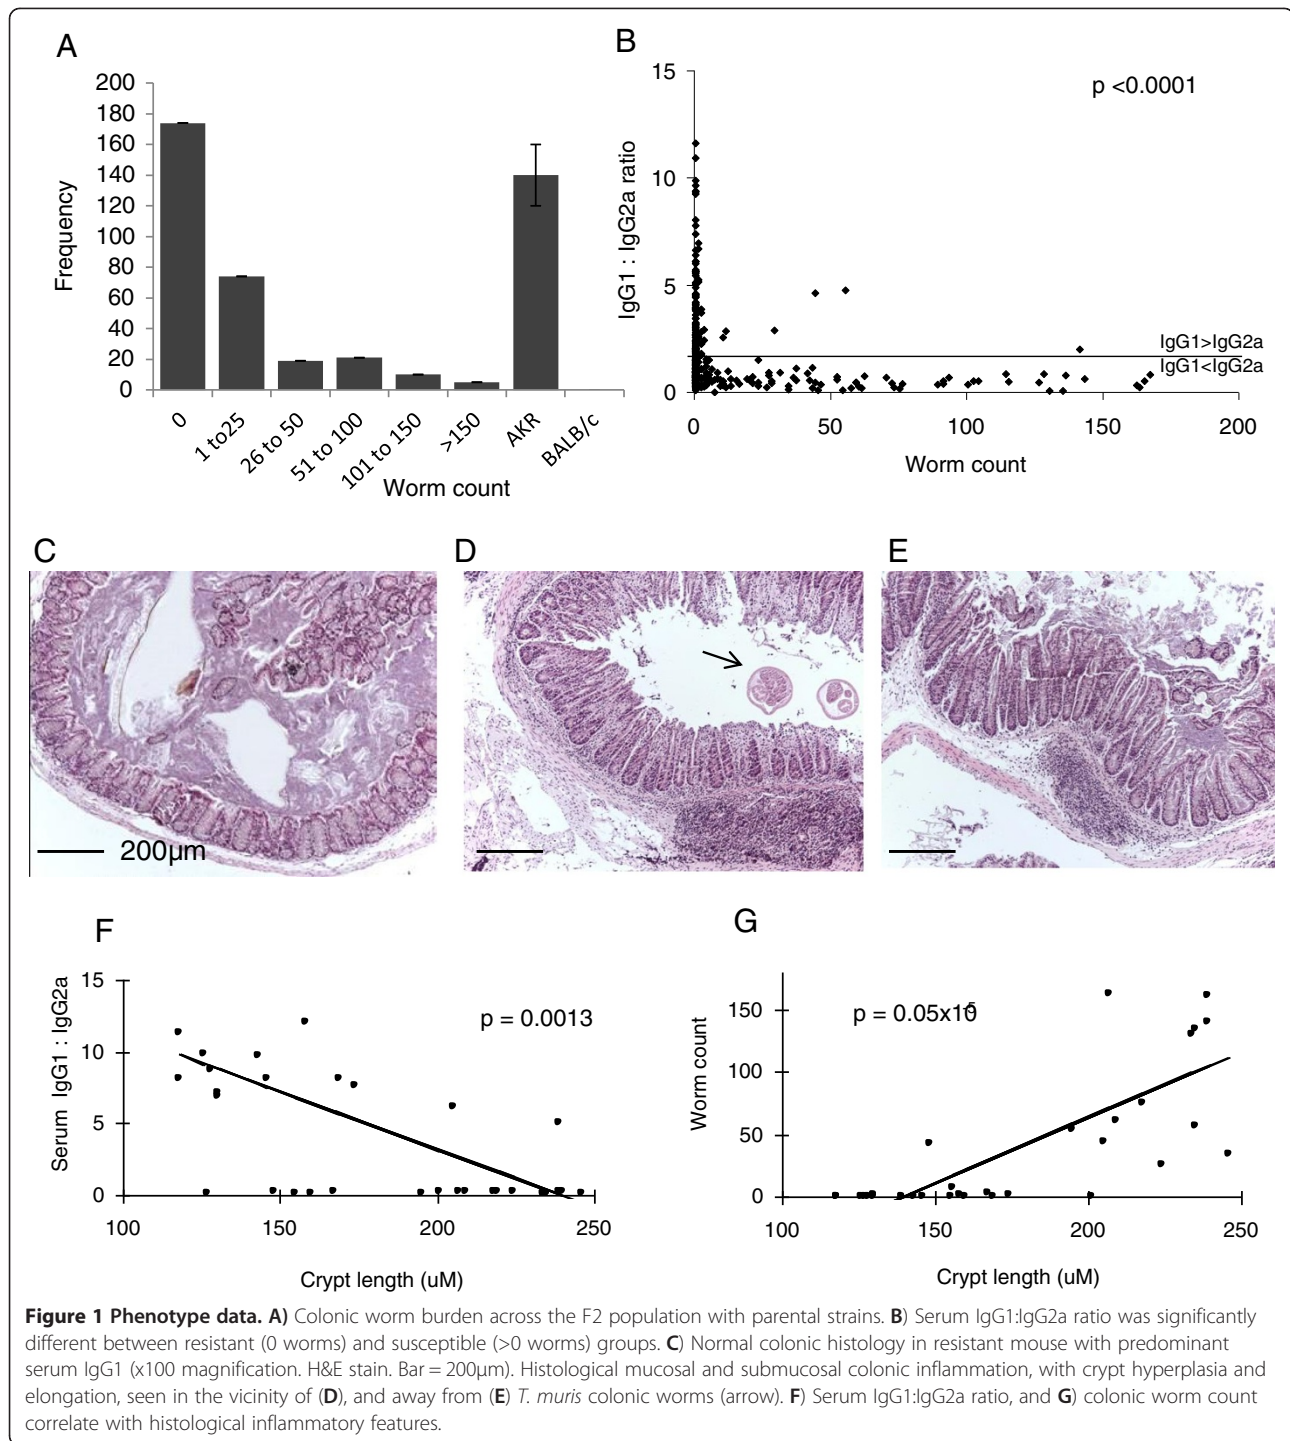 A
200
180
160
140
120
100
80
60
40
20
0
Frequency
0
1 to25
26 to 50
51 to 100
101 to 150
>150
AKR
BALB/c
Worm count
B
15
10
5
0
IgG1 : IgG2a ratio
p <0.0001
IgG1>IgG2a
IgG1<IgG2a
0
50
100
150
200
Worm count
C
200µm
D
E
F
15
10
5
0
Serum IgG1 : IgG2a
p = 0.0013
100
150
200
250
Crypt length (uM)
G
150
100
50
0
Worm count
p = 0.05x10⁵
100
150
200
250
Crypt length (uM)
Figure 1 Phenotype data. A) Colonic worm burden across the F2 population with parental strains. B) Serum IgG1:IgG2a ratio was significantly
different between resistant (0 worms) and susceptible (>0 worms) groups. C) Normal colonic histology in resistant mouse with predominant
serum IgG1 (x100 magnification. H&E stain. Bar = 200µm). Histological mucosal and submucosal colonic inflammation, with crypt hyperplasia and
elongation, seen in the vicinity of (D), and away from (E) T. muris colonic worms (arrow). F) Serum IgG1:IgG2a ratio, and G) colonic worm count
correlate with histological inflammatory features.